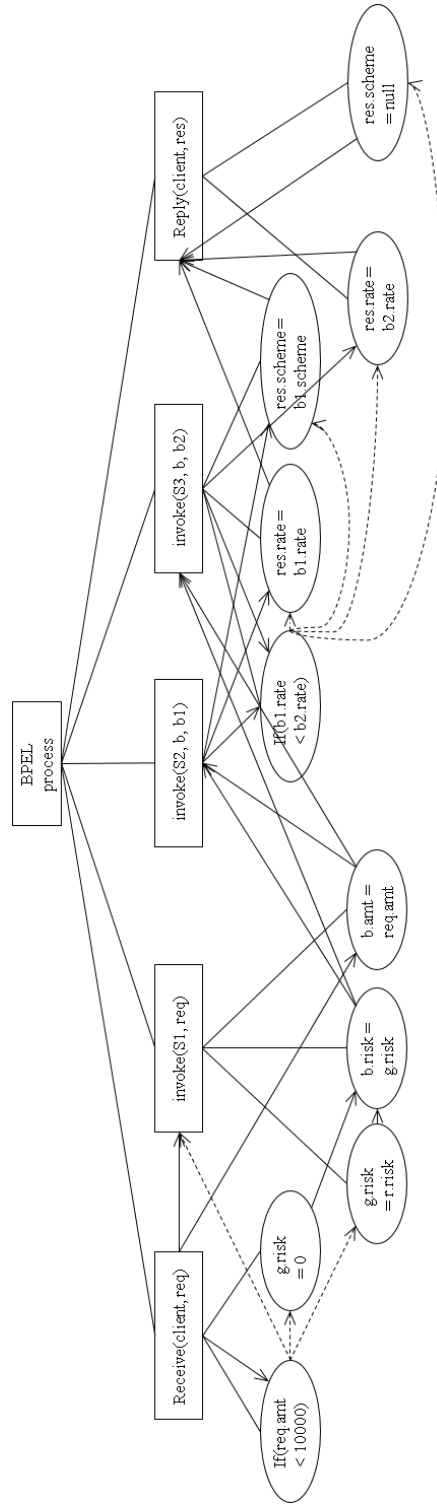 BPEL
process
Receive(client,req)
invoke(S1,req)
invoke(S2, b, b1)
invoke(S3, b, b2)
Reply(client,res)
If(req.amt
< 10000)
g.risk
= 0
g.risk
= r.risk
b.risk =
g.risk
b.amt =
req.amt
If(b1.rate
< b2.rate)
res.rate=
b1.rate
res.scheme=
b1.scheme
res.rate=
b2.rate
res.scheme
= null